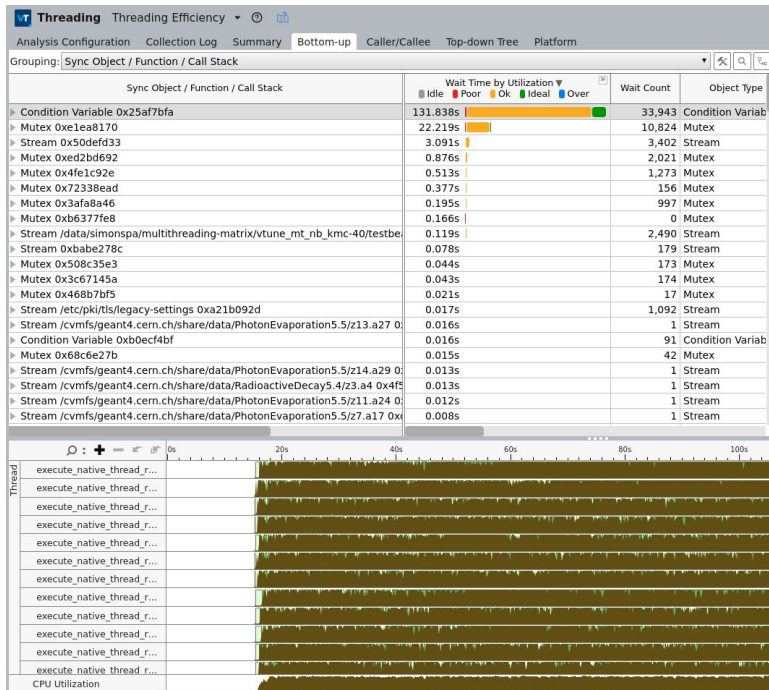 VT Threading Threading Efficiency
Analysis Configuration Collection Log Summary Bottom-up Caller/Callee Top-down Tree Platform
Grouping: Sync Object / Function / Call Stack
Sync Object / Function / Call Stack Wait Time by Utilization Wait Count Object Type
Idle Poor Ok Ideal Over
Condition Variable 0x25af7bfa 131.838s 33,943 Condition Variab
Mutex 0xe1ea8170 22.219s 10,824 Mutex
Stream 0x50defd33 3.091s 3,402 Stream
Mutex 0xed2bd692 0.876s 2,021 Mutex
Mutex 0x4fe1c92e 0.513s 1,273 Mutex
Mutex 0x72338ead 0.377s 156 Mutex
Mutex 0x3afa8a46 0.195s 997 Mutex
Mutex 0xb6377fe8 0.166s 0 Mutex
Stream /data/simonspa/multithreading-matrix/vtune_mt_nb_kmc-40/testbe 0.119s 2,490 Stream
Stream 0xbabe278c 0.078s 179 Stream
Mutex 0x508c35e3 0.044s 173 Mutex
Mutex 0x3c67145a 0.043s 174 Mutex
Mutex 0x468b7bf5 0.021s 17 Mutex
Stream /etc/pki/tls/legacy-settings 0xa21b092d 0.017s 1,092 Stream
Stream /cvmfs/geant4.cern.ch/share/data/PhotonEvaporation5.5/z13.a27 0 0.016s 1 Stream
Condition Variable 0xb0ecf4bf 0.016s 91 Condition Variab
Mutex 0x68c6e27b 0.015s 42 Mutex
Stream /cvmfs/geant4.cern.ch/share/data/PhotonEvaporation5.5/z14.a29 0 0.013s 1 Stream
Stream /cvmfs/geant4.cern.ch/share/data/RadioactiveDecay5.4/z3.a4 0x4f5 0.013s 1 Stream
Stream /cvmfs/geant4.cern.ch/share/data/PhotonEvaporation5.5/z11.a24 0 0.012s 1 Stream
Stream /cvmfs/geant4.cern.ch/share/data/PhotonEvaporation5.5/z7.a17 0x 0.008s 1 Stream
0s 20s 40s 60s 80s 100s
Thread
execute_native_thread_r...
execute_native_thread_r...
execute_native_thread_r...
execute_native_thread_r...
execute_native_thread_r...
execute_native_thread_r...
execute_native_thread_r...
execute_native_thread_r...
execute_native_thread_r...
execute_native_thread_r...
execute_native_thread_r...
execute_native_thread_r...
CPU Utilization